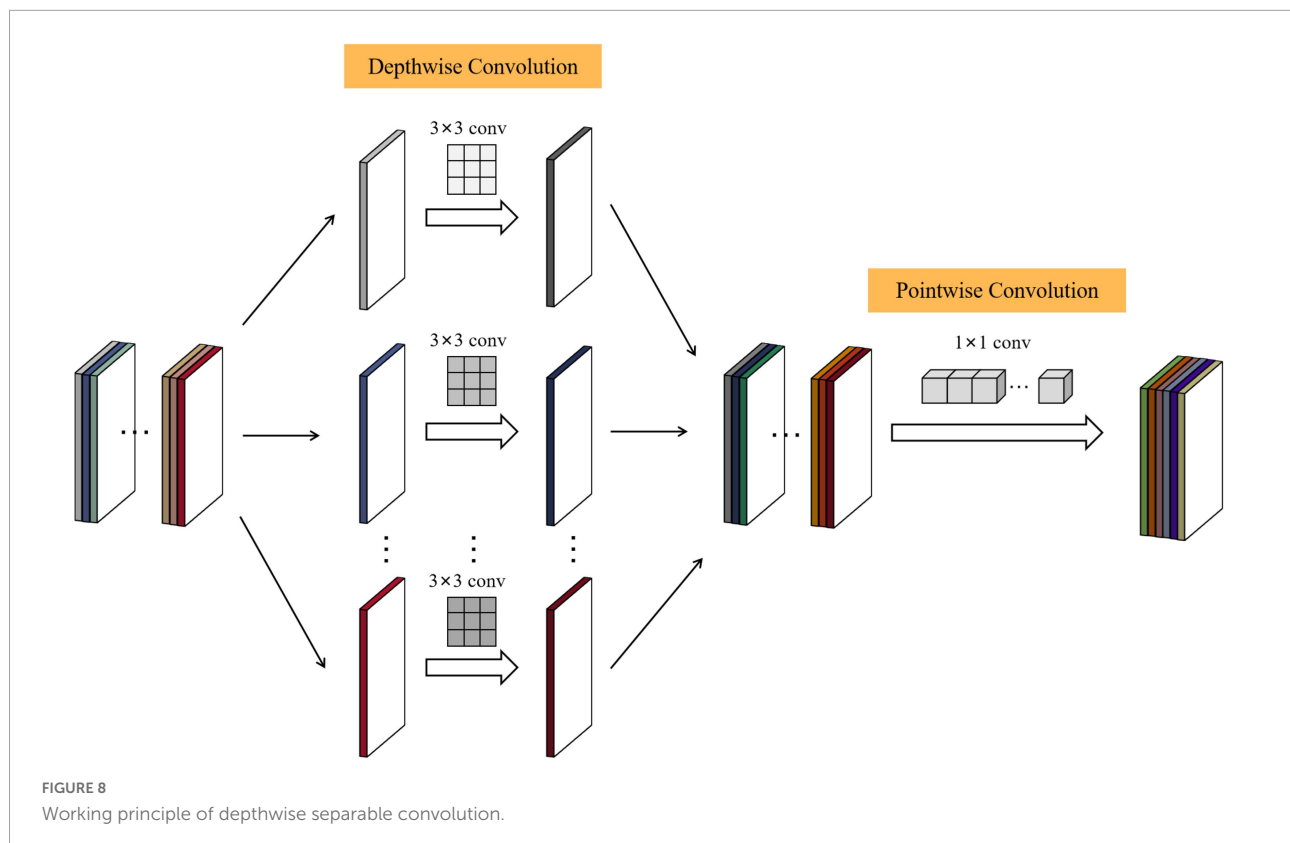 Depthwise Convolution
3×3 conv
Pointwise Convolution
3×3 conv
1×1 conv
...
...
...
3×3 conv
FIGURE 8
Working principle of depthwise separable convolution.